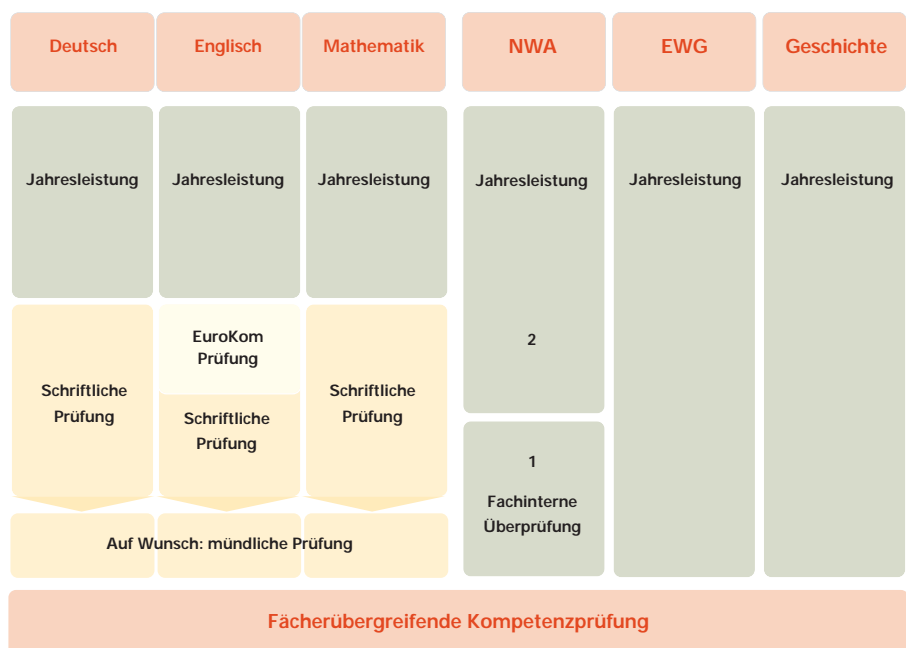 Deutsch
Englisch
Mathematik
NWA
EWG
Geschichte
Jahresleistung
Jahresleistung
Jahresleistung
Jahresleistung
Jahresleistung
Jahresleistung
Schriftliche
Prüfung
EuroKom
Prüfung
Schriftliche
Prüfung
Schriftliche
Prüfung
2
1
Fachinterne
Überprüfung
Auf Wunsch: mündliche Prüfung
Fächerübergreifende Kompetenzprüfung